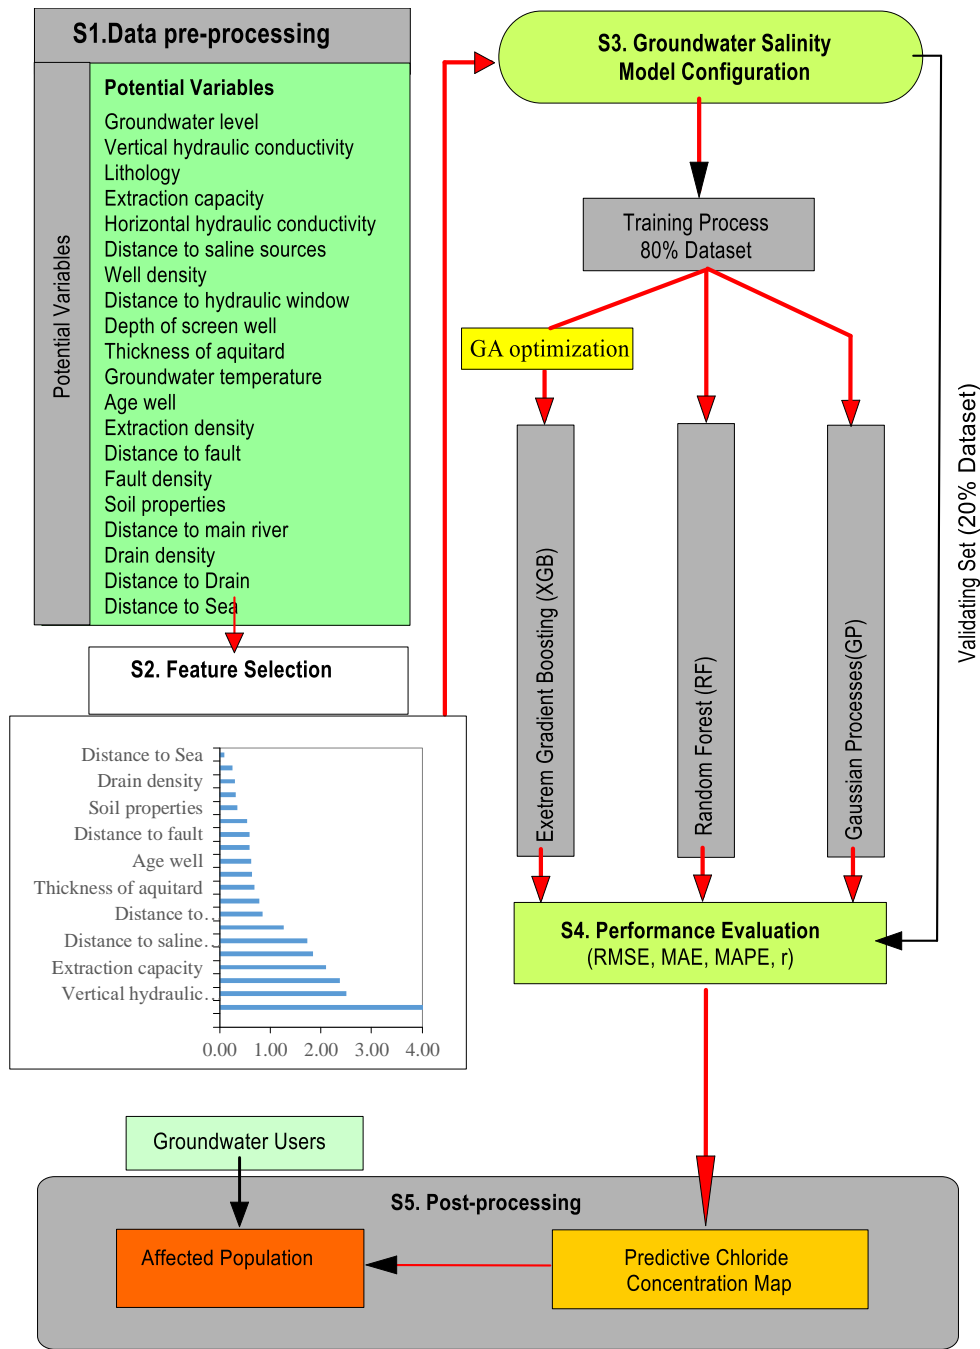 S1.Data pre-processing
Potential Variables
Potential Variables
Groundwater level
Vertical hydraulic conductivity
Lithology
Extraction capacity
Horizontal hydraulic conductivity
Distance to saline sources
Well density
Distance to hydraulic window
Depth of screen well
Thickness of aquitard
Groundwater temperature
Age well
Extraction density
Distance to fault
Fault density
Soil properties
Distance to main river
Drain density
Distance to Drain
Distance to Sea
S2. Feature Selection
Distance to Sea
Drain density
Soil properties
Distance to fault
Age well
Thickness of aquitard
Distance to…
Distance to saline…
Extraction capacity
Vertical hydraulic…
0.00 1.00 2.00 3.00 4.00
S3. Groundwater Salinity
Model Configuration
Training Process
80% Dataset
GA optimization
Exetrem Gradient Boosting (XGB)
Random Forest (RF)
Gaussian Processes(GP)
Validating Set (20% Dataset)
S4. Performance Evaluation
(RMSE, MAE, MAPE, r)
Groundwater Users
S5. Post-processing
Affected Population
Predictive Chloride
Concentration Map